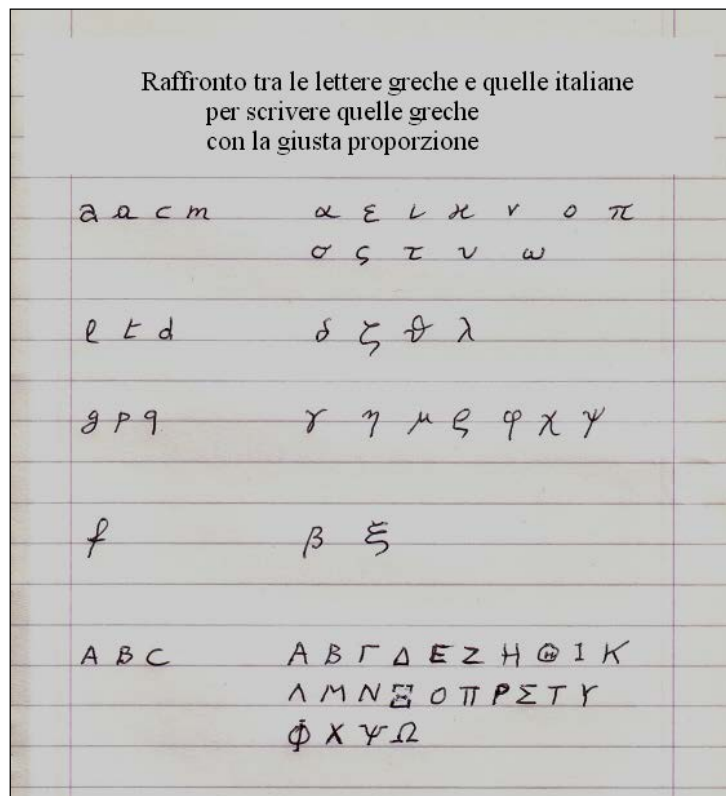 Raffronto tra le lettere greche e quelle italiane
per scrivere quelle greche
con la giusta proporzione
a a c m α ε ι ϰ ν ο π
σ ς τ υ ω
l t d δ ζ θ λ
g p q γ η μ ρ φ χ ψ
f β ξ
A B C Α Β Γ Δ Ε Ζ Η Θ Ι Κ
Λ Μ Ν Ξ Ο Π Ρ Σ Τ Υ
Φ Χ Ψ Ω